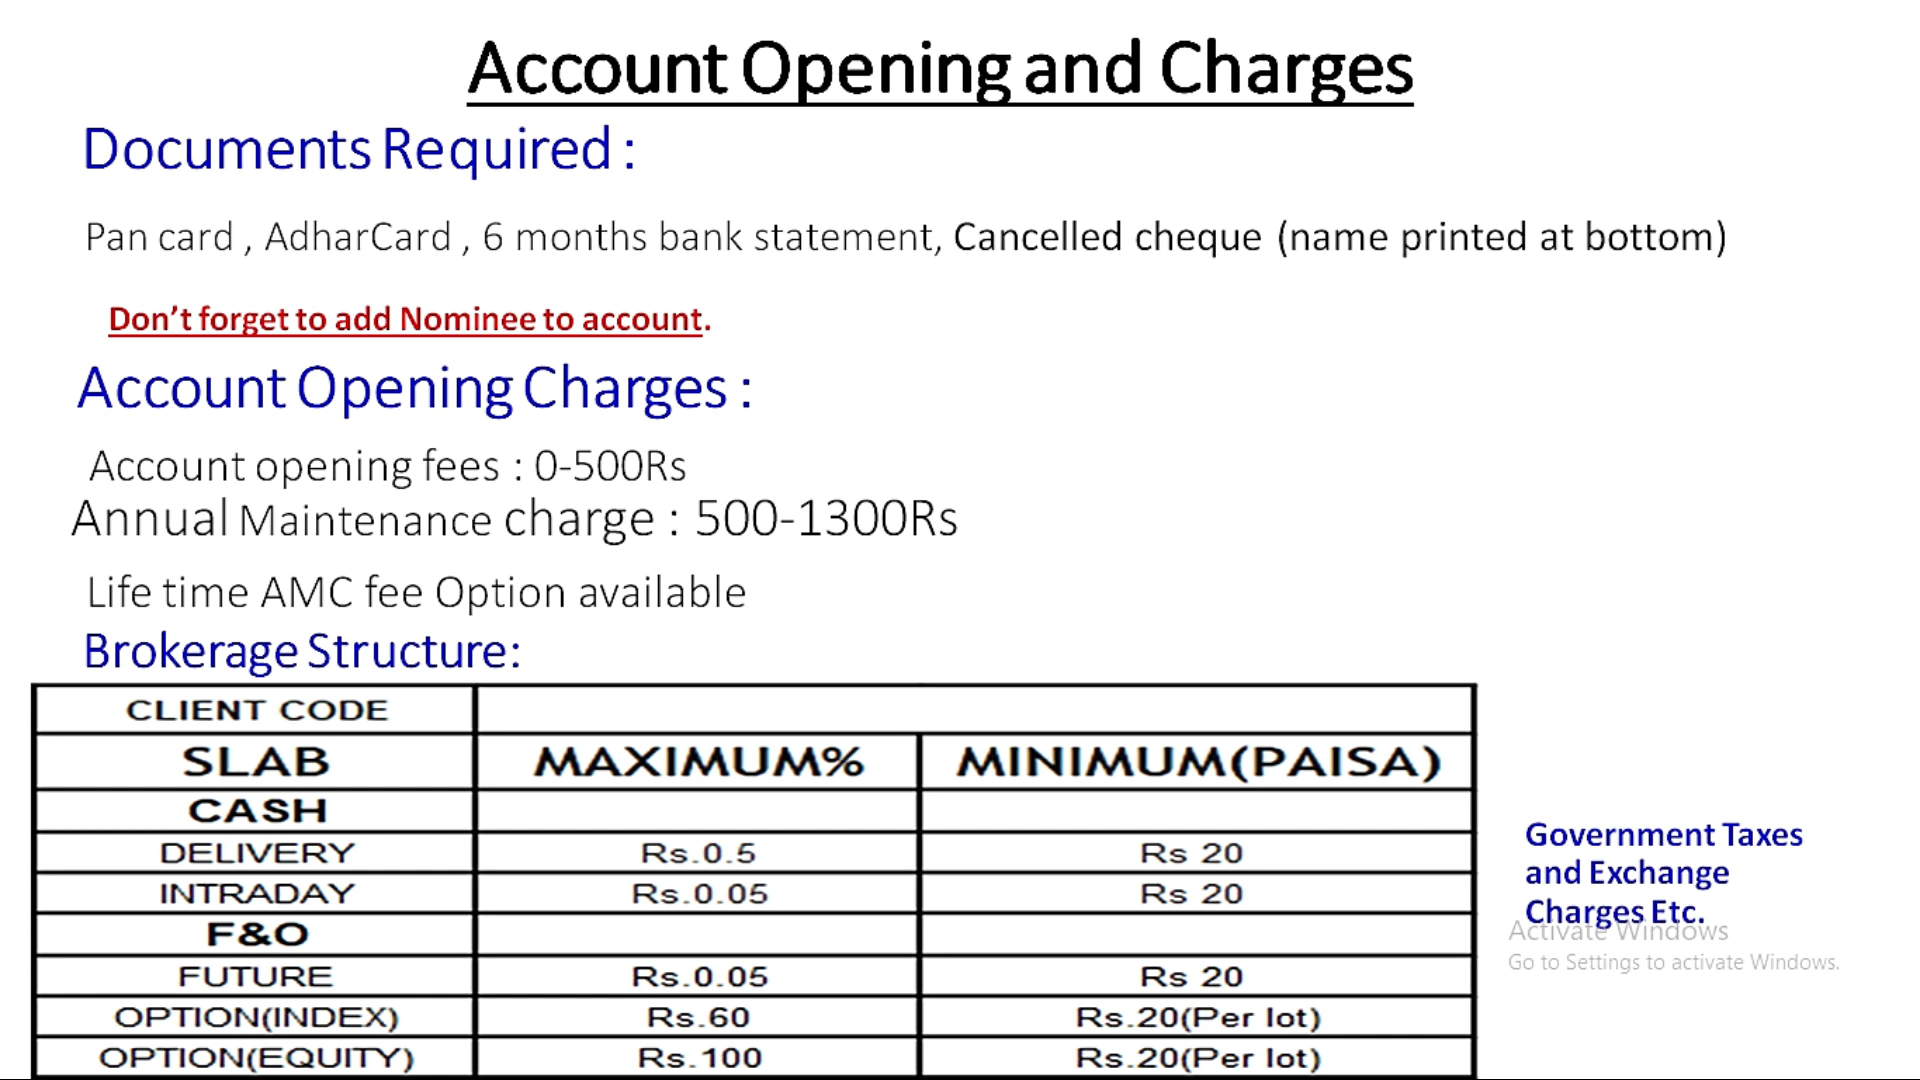 Account Opening and Charges
Documents Required :
Pan card , AdharCard , 6 months bank statement, Cancelled cheque (name printed at bottom)
Don’t forget to add Nominee to account.
Account Opening Charges :
Account opening fees : 0-500Rs
Annual Maintenance charge : 500-1300Rs
Life time AMC fee Option available
Brokerage Structure:
CLIENT CODE
SLAB MAXIMUM% MINIMUM(PAISA)
CASH
DELIVERY Rs.0.5 Rs 20
INTRADAY Rs.0.05 Rs 20
F&O
FUTURE Rs.0.05 Rs 20
OPTION(INDEX) Rs.60 Rs.20(Per lot)
OPTION(EQUITY) Rs.100 Rs.20(Per lot)
Government Taxes
and Exchange
Charges Etc.
Activate Windows
Go to Settings to activate Windows.